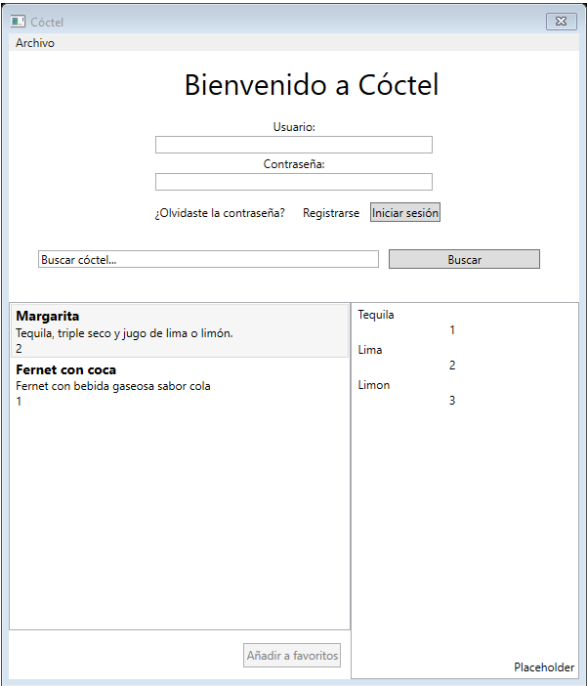 Cóctel
Archivo
Bienvenido a Cóctel
Usuario:
Contraseña:
¿Olvidaste la contraseña? Registrarse Iniciar sesión
Buscar cóctel... Buscar
Margarita
Tequila, triple seco y jugo de lima o limón.
2
Fernet con coca
Fernet con bebida gaseosa sabor cola
1
Tequila
1
Lima
2
Limon
3
Añadir a favoritos
Placeholder